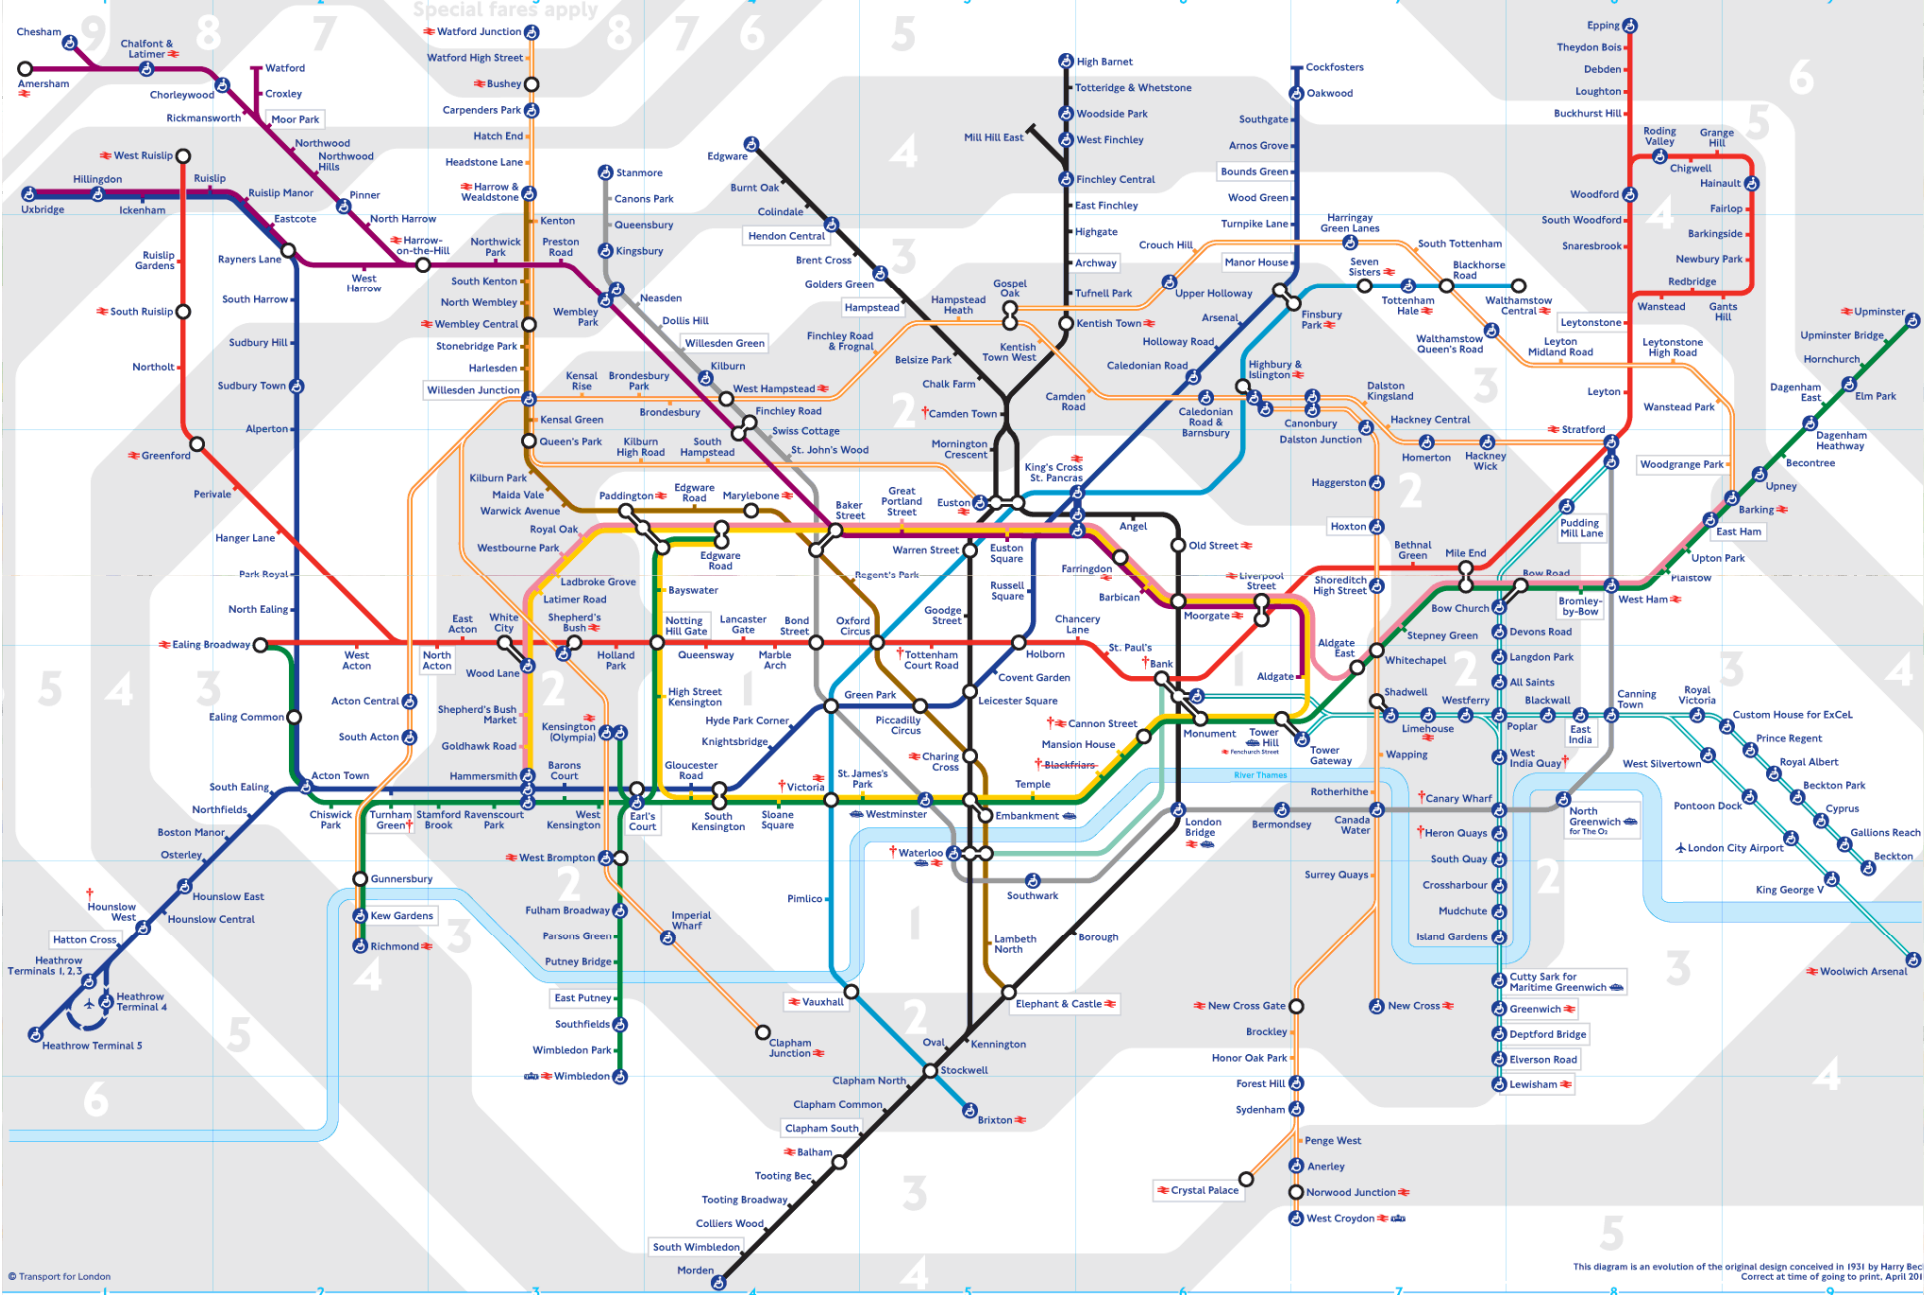 Special fares apply
Chesham
Chalfont &
Latimer
Amersham
Chorleywood
Rickmansworth
Watford
Croxley
Moor Park
Northwood
Northwood
Hills
Pinner
North Harrow
Harrow-
on-the-Hill
West Ruislip
Hillingdon
Uxbridge
Ickenham
Ruislip
Ruislip Manor
Eastcote
Rayners Lane
West
Harrow
Northwick
Park
Preston
Road
Ruislip
Gardens
South Ruislip
Northolt
Greenford
Perivale
Hanger Lane
South Harrow
Sudbury Hill
Sudbury Town
Alperton
Park Royal
North Ealing
Ealing Broadway
Ealing Common
West
Acton
East
Acton
North
Acton
Watford Junction
Watford High Street
Bushey
Carpenders Park
Hatch End
Headstone Lane
Harrow &
Wealdstone
Kenton
South Kenton
North Wembley
Wembley Central
Stonebridge Park
Harlesden
Willesden Junction
Kensal Green
Queen's Park
Kilburn Park
Maida Vale
Warwick Avenue
Royal Oak
Westbourne Park
Ladbroke Grove
Latimer Road
Stanmore
Canons Park
Queensbury
Kingsbury
Wembley
Park
Neasden
Dollis Hill
Willesden Green
Kilburn
West Hampstead
Finchley Road
Swiss Cottage
St. John's Wood
Kensal
Rise
Brondesbury
Park
Brondesbury
Kilburn
High Road
South
Hampstead
Finchley Road
& Frognal
Hampstead
Heath
Gospel
Oak
Kentish
Town West
Camden
Road
Edgware
Burnt Oak
Colindale
Hendon Central
Brent Cross
Golders Green
Hampstead
Belsize Park
Chalk Farm
Camden Town
Mornington
Crescent
Euston
High Barnet
Totteridge & Whetstone
Woodside Park
West Finchley
Mill Hill East
Finchley Central
East Finchley
Highgate
Archway
Tufnell Park
Kentish Town
Cockfosters
Oakwood
Southgate
Arnos Grove
Bounds Green
Wood Green
Turnpike Lane
Manor House
Finsbury
Park
Arsenal
Holloway Road
Caledonian Road
King's Cross
St. Pancras
Crouch Hill
Upper Holloway
Harringay
Green Lanes
South Tottenham
Seven
Sisters
Tottenham
Hale
Blackhorse
Road
Walthamstow
Central
Walthamstow
Queen's Road
Leyton
Midland Road
Leytonstone
High Road
Wanstead Park
Woodgrange Park
Epping
Theydon Bois
Debden
Loughton
Buckhurst Hill
Roding
Valley
Chigwell
Grange
Hill
Hainault
Fairlop
Barkingside
Newbury Park
Redbridge
Gants
Hill
Wanstead
Woodford
South Woodford
Snaresbrook
Leytonstone
Leyton
Stratford
Upminster
Upminster Bridge
Hornchurch
Elm Park
Dagenham
East
Dagenham
Heathway
Becontree
Upney
Barking
East Ham
Upton Park
Plaistow
West Ham
Bromley-
by-Bow
Bow Road
Bow Church
Mile End
Bethnal
Green
Stepney Green
Whitechapel
Aldgate
East
Aldgate
Highbury &
Islington
Caledonian
Road &
Barnsbury
Canonbury
Dalston
Kingsland
Dalston Junction
Hackney Central
Homerton
Hackney
Wick
Haggerston
Hoxton
Shoreditch
High Street
Pudding
Mill Lane
Paddington
Edgware
Road
Marylebone
Baker
Street
Great
Portland
Street
Edgware
Road
Warren Street
Euston
Square
Regent's Park
Russell
Square
Goodge
Street
Farringdon
Barbican
Angel
Old Street
Moorgate
Liverpool
Street
Bayswater
Notting
Hill Gate
White
City
Shepherd's
Bush
Holland
Park
Queensway
Lancaster
Gate
Marble
Arch
Bond
Street
Oxford
Circus
Tottenham
Court Road
Holborn
Chancery
Lane
St. Paul's
Bank
Covent Garden
Leicester Square
Wood Lane
Shepherd's Bush
Market
Goldhawk Road
Hammersmith
Acton Central
South Acton
Acton Town
Kensington
(Olympia)
High Street
Kensington
Barons
Court
Gloucester
Road
Hyde Park Corner
Knightsbridge
Green Park
Piccadilly
Circus
Charing
Cross
Cannon Street
Mansion House
Blackfriars
Temple
Monument
Tower
Hill
Fenchurch Street
Tower
Gateway
Shadwell
Limehouse
Westferry
Poplar
Blackwall
East
India
Canning
Town
Royal
Victoria
Custom House for ExCeL
Prince Regent
Royal Albert
Beckton Park
Cyprus
Gallions Reach
Beckton
West Silvertown
Pontoon Dock
London City Airport
King George V
Woolwich Arsenal
Devons Road
Langdon Park
All Saints
West
India Quay
Canary Wharf
Heron Quays
South Quay
Crossharbour
Mudchute
Island Gardens
Cutty Sark for
Maritime Greenwich
Greenwich
Deptford Bridge
Elverson Road
Lewisham
North
Greenwich
for The O2
South Ealing
Northfields
Boston Manor
Osterley
Hounslow East
Hounslow Central
Hounslow
West
Hatton Cross
Heathrow
Terminals 1, 2, 3
Heathrow
Terminal 4
Heathrow Terminal 5
Chiswick
Park
Turnham
Green
Stamford
Brook
Ravenscourt
Park
West
Kensington
Earl's
Court
South
Kensington
Sloane
Square
Victoria
St. James's
Park
Westminster
Embankment
Waterloo
Southwark
London
Bridge
Bermondsey
Canada
Water
River Thames
Wapping
Rotherhithe
Surrey Quays
New Cross Gate
New Cross
Brockley
Honor Oak Park
Forest Hill
Sydenham
Penge West
Anerley
Crystal Palace
Norwood Junction
West Croydon
Gunnersbury
Kew Gardens
Richmond
West Brompton
Fulham Broadway
Parsons Green
Putney Bridge
East Putney
Southfields
Wimbledon Park
Wimbledon
Imperial
Wharf
Clapham
Junction
Pimlico
Vauxhall
Lambeth
North
Elephant & Castle
Borough
Kennington
Oval
Stockwell
Brixton
Clapham North
Clapham Common
Clapham South
Balham
Tooting Bec
Tooting Broadway
Colliers Wood
South Wimbledon
Morden
© Transport for London
This diagram is an evolution of the original design conceived in 1931 by Harry Bec
Correct at time of going to print, April 201
1 2 3 4 5 6 7 8 9